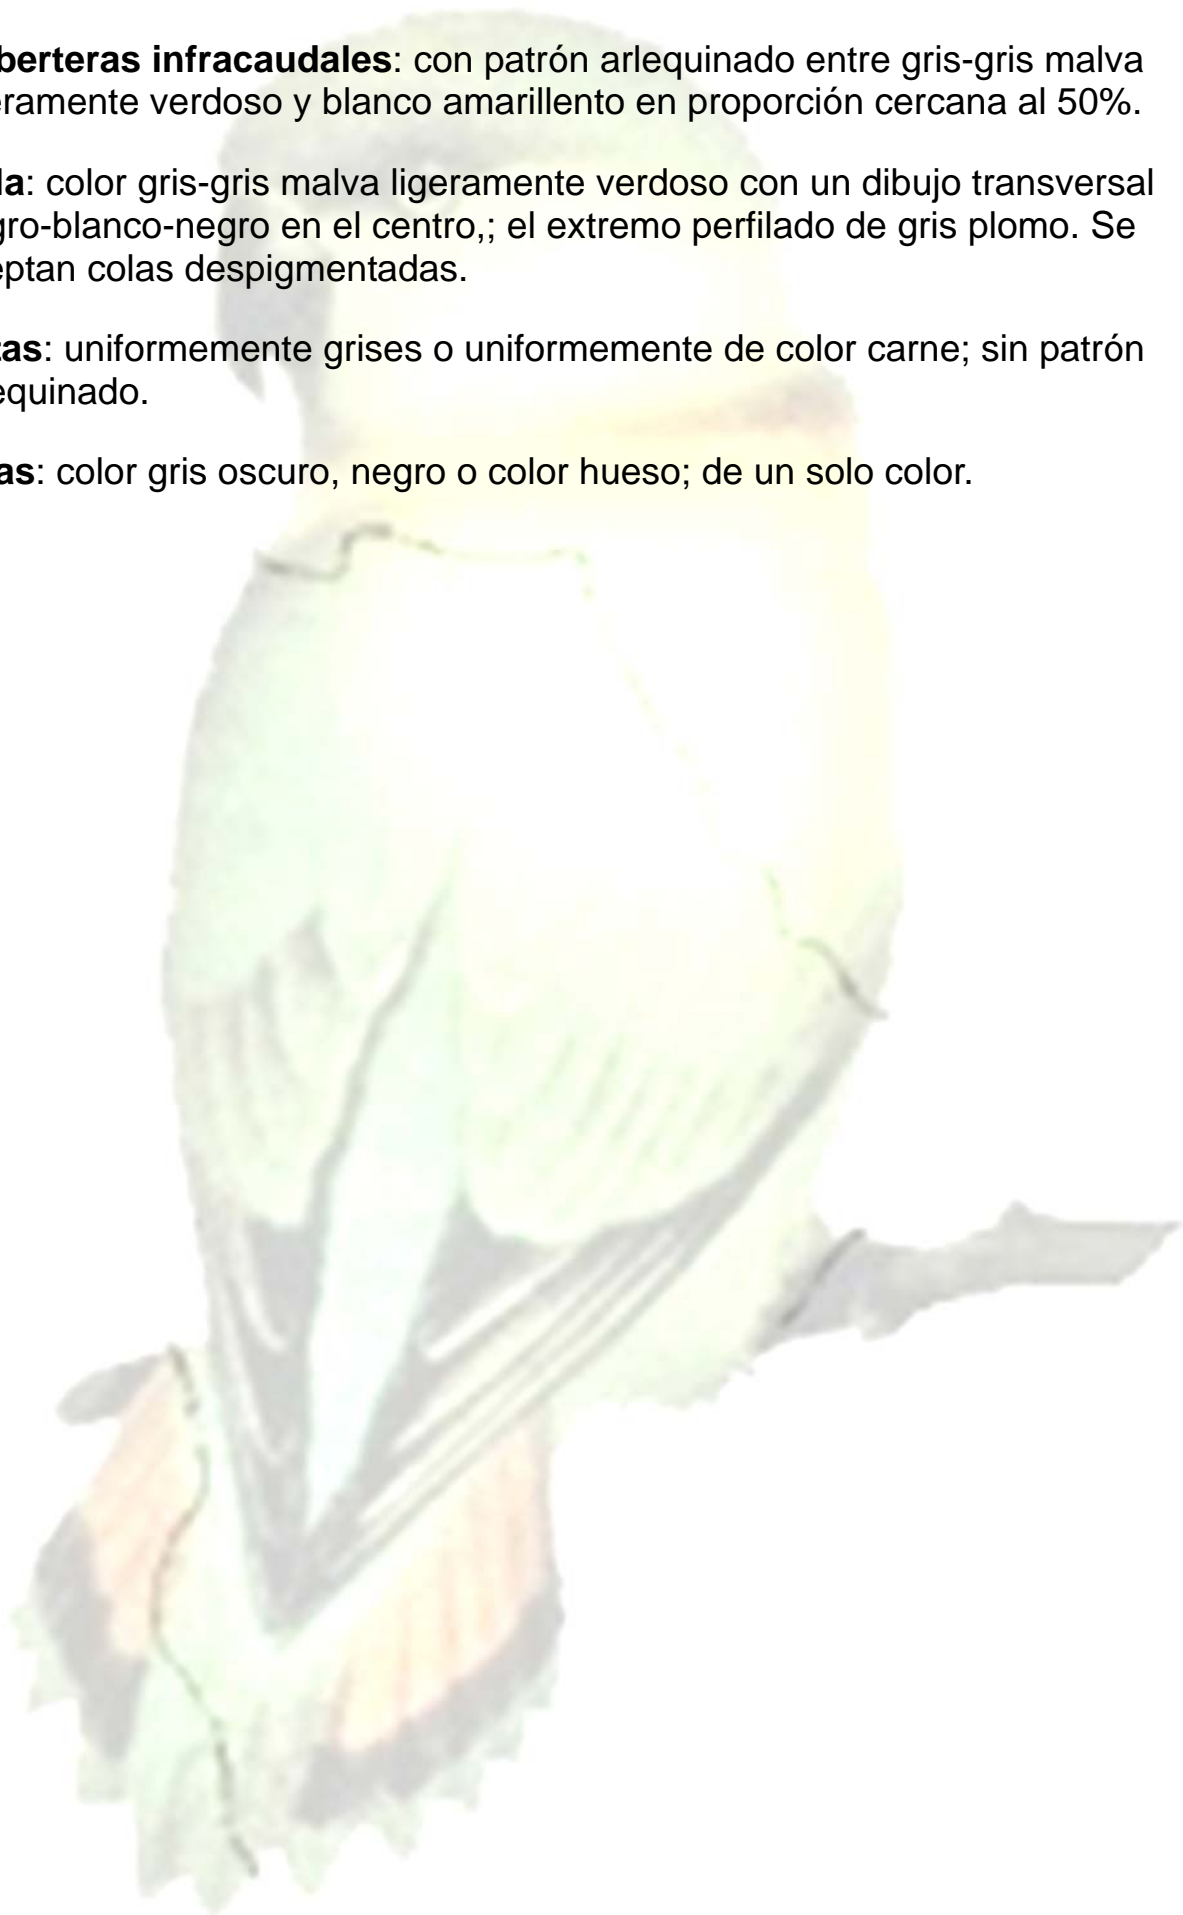 berteras infracaudales: con patrón arlequinado entre gris-gris malva
eramente verdoso y blanco amarillento en proporción cercana al 50%.
la: color gris-gris malva ligeramente verdoso con un dibujo transversal
gro-blanco-negro en el centro,; el extremo perfilado de gris plomo. Se
eptan colas despigmentadas.
tas: uniformemente grises o uniformemente de color carne; sin patrón
equinado.
as: color gris oscuro, negro o color hueso; de un solo color.